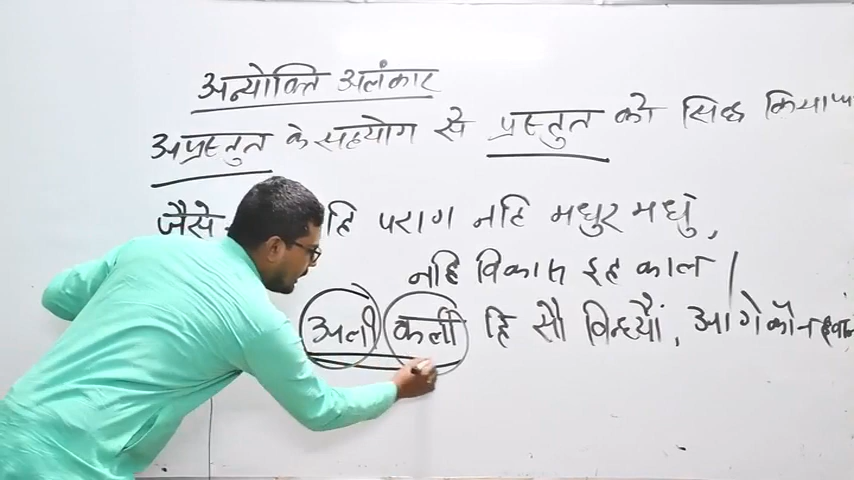 अन्योक्ति अलंकार
अप्रस्तुत के सहयोग से प्रस्तुत को सिद्ध किया
जैसे- हि पराग नहि मधुर मधुं,
नहि विकास इह काल |
अली कली हि सौ विन्ध्यौं, आगे कौन हवाल